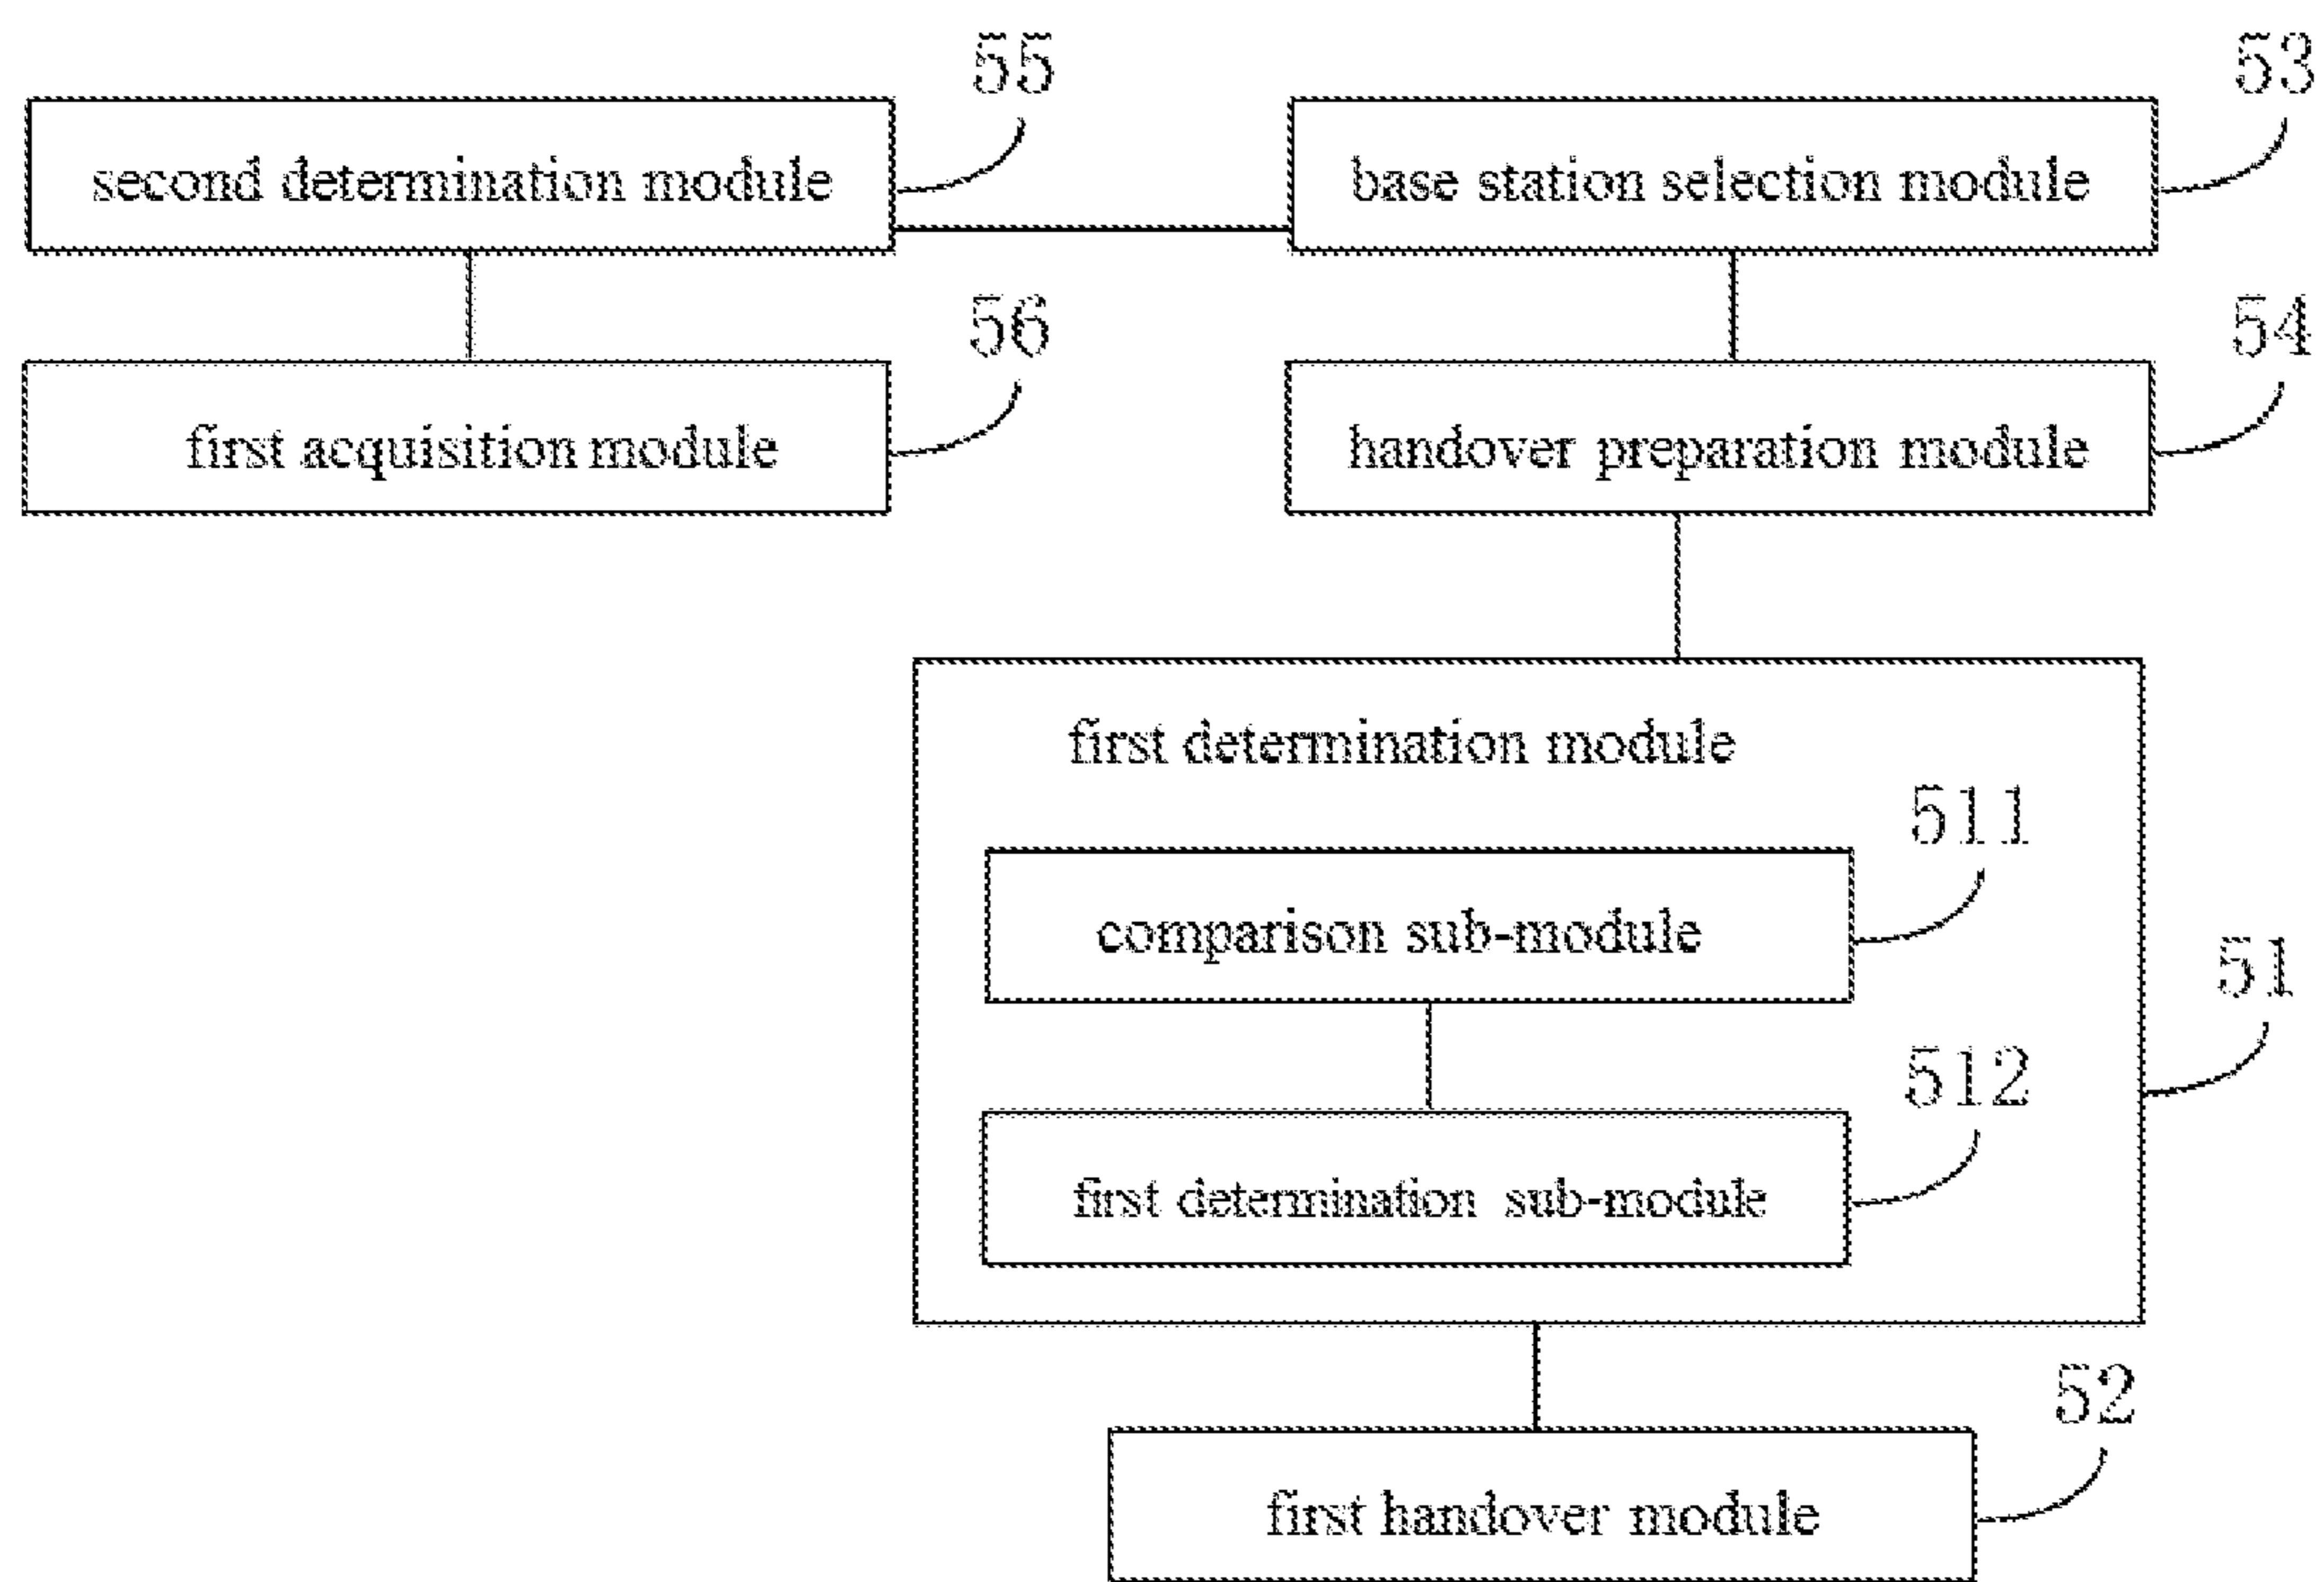 55
53
second determination module
base station selection module
56
54
first acquisition module
handover preparation module
first determination module
511
comparison sub-module
51
512
first determination sub-module
52
first handover module